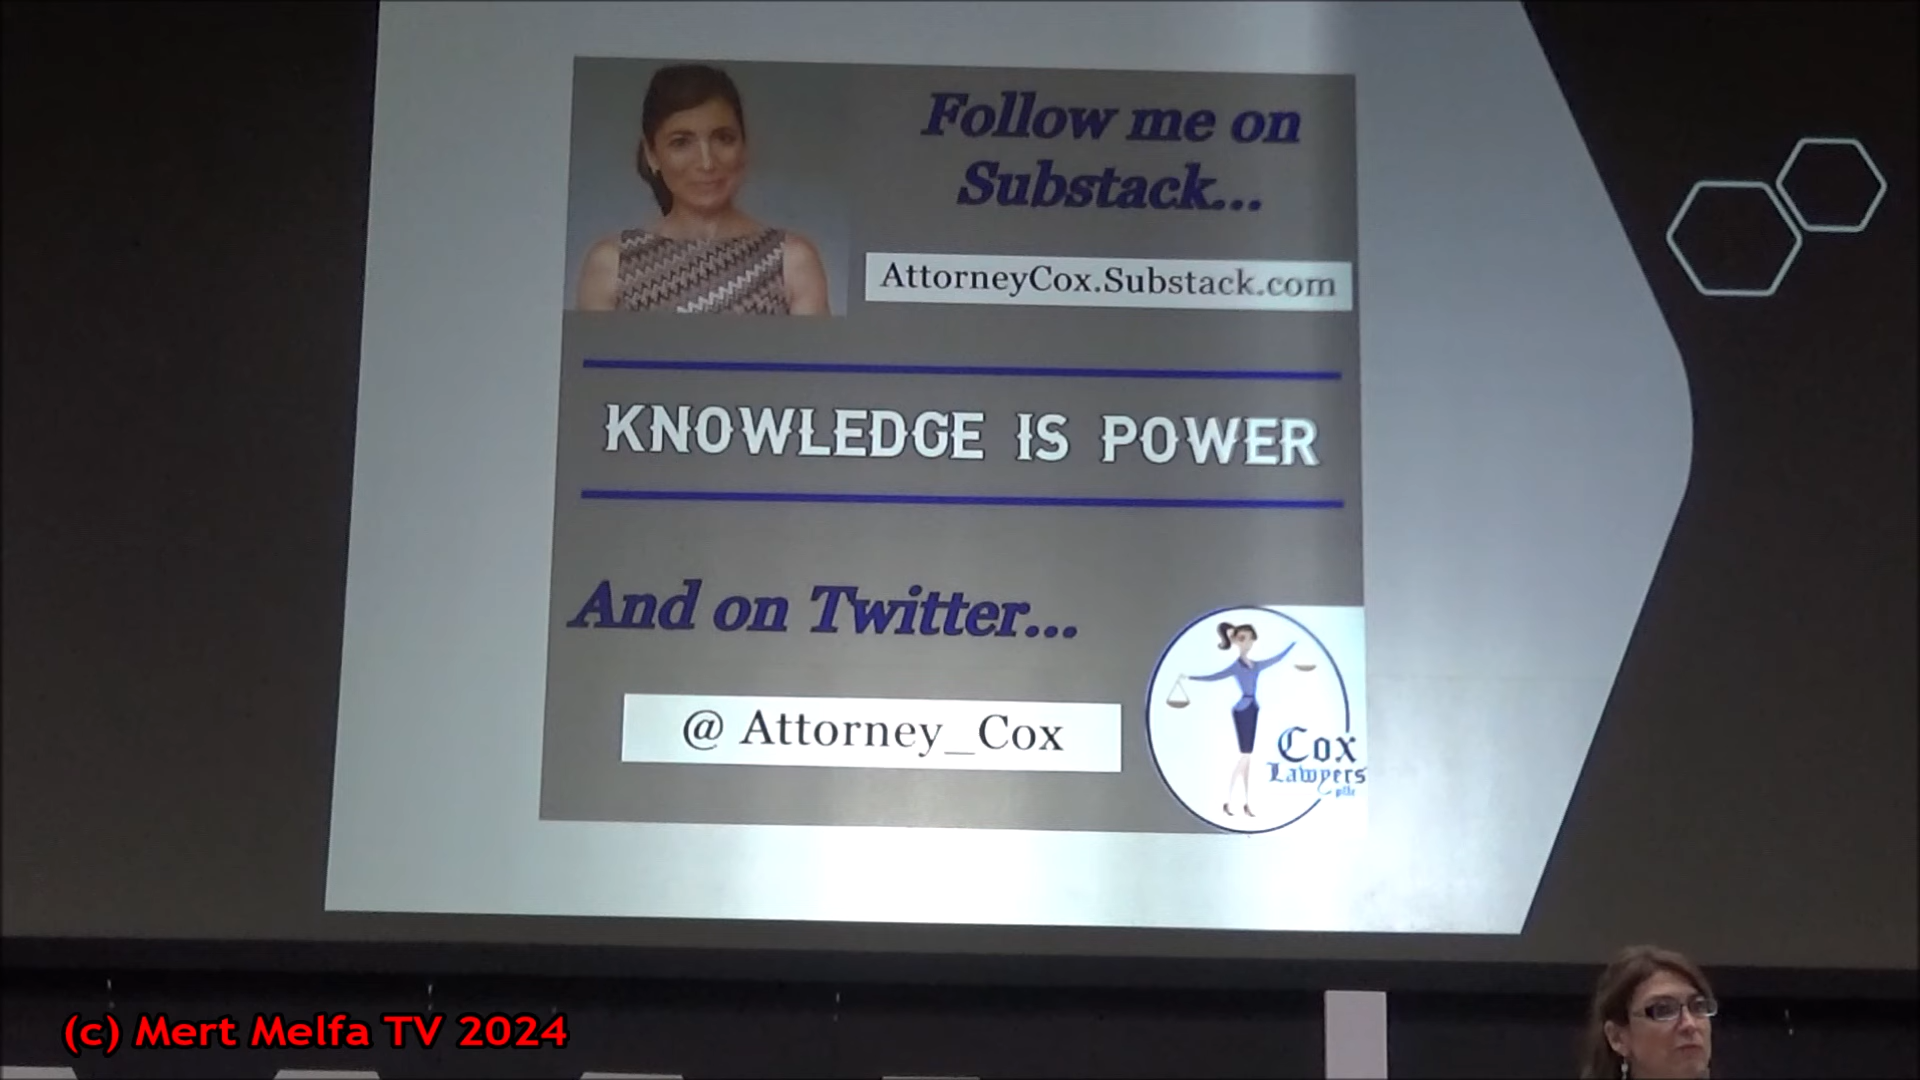 Follow me on
Substack...
AttorneyCox.Substack.com
KNOWLEDGE IS POWER
And on Twitter...
@ Attorney_Cox
Cox
Lawyers
pllc
(c) Mert Melfa TV 2024